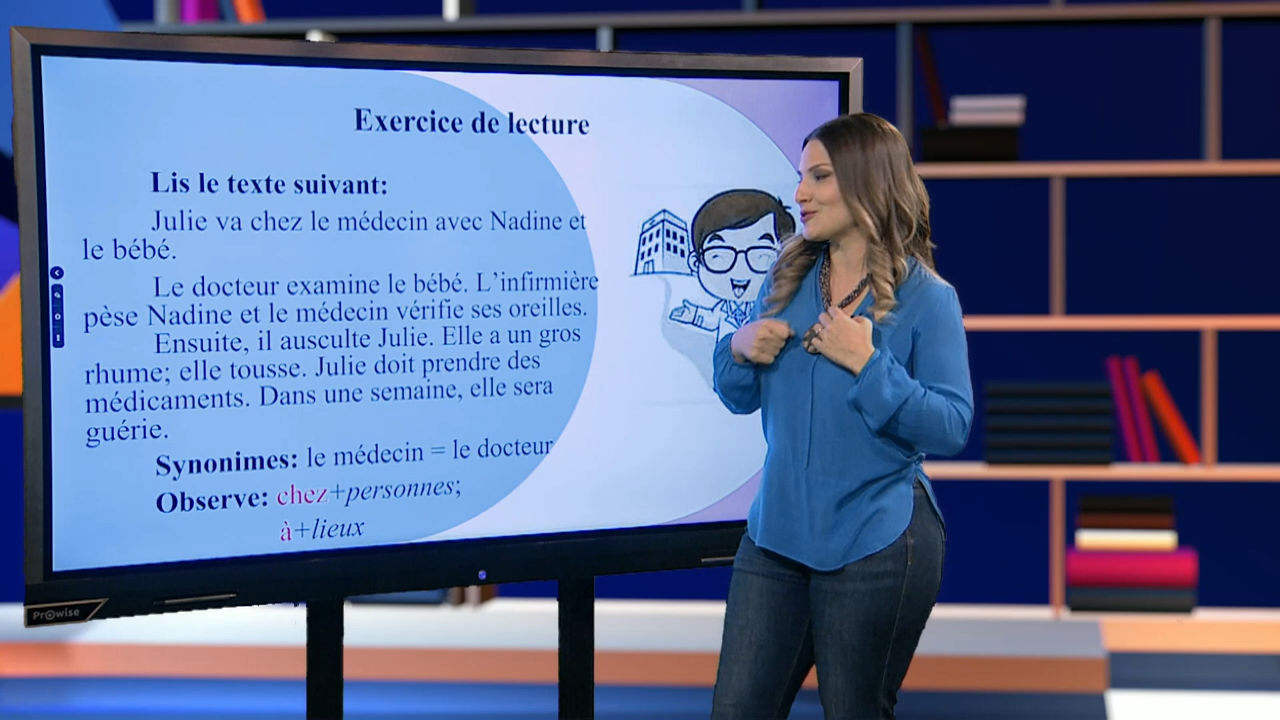 Exercice de lecture
Lis le texte suivant:
Julie va chez le médecin avec Nadine et
le bébé.
Le docteur examine le bébé. L'infirmière
pèse Nadine et le médecin vérifie ses oreilles.
Ensuite, il ausculte Julie. Elle a un gros
rhume; elle tousse. Julie doit prendre des
médicaments. Dans une semaine, elle sera
guérie.
Synonimes: le médecin = le docteur
Observe: chez+personnes;
à+lieux
Prowise